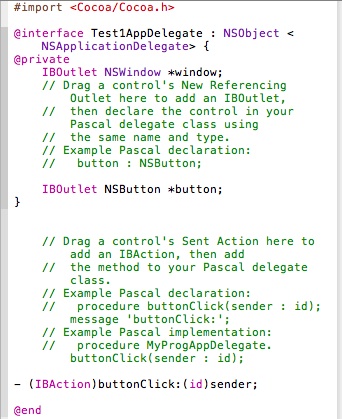 #import <Cocoa/Cocoa.h>
@interface Test1AppDelegate : NSObject <
NSApplicationDelegate> {
@private
IBOutlet NSWindow *window;
// Drag a control's New Referencing
Outlet here to add an IBOutlet,
// then declare the control in your
Pascal delegate class using
// the same name and type.
// Example Pascal declaration:
//   button : NSButton;
IBOutlet NSButton *button;
}
// Drag a control's Sent Action here to
add an IBAction, then add
// the method to your Pascal delegate
class.
// Example Pascal declaration:
//   procedure buttonClick(sender : id);
message 'buttonClick:';
// Example Pascal implementation:
//   procedure MyProgAppDelegate.
buttonClick(sender : id);
- (IBAction)buttonClick:(id)sender;
@end